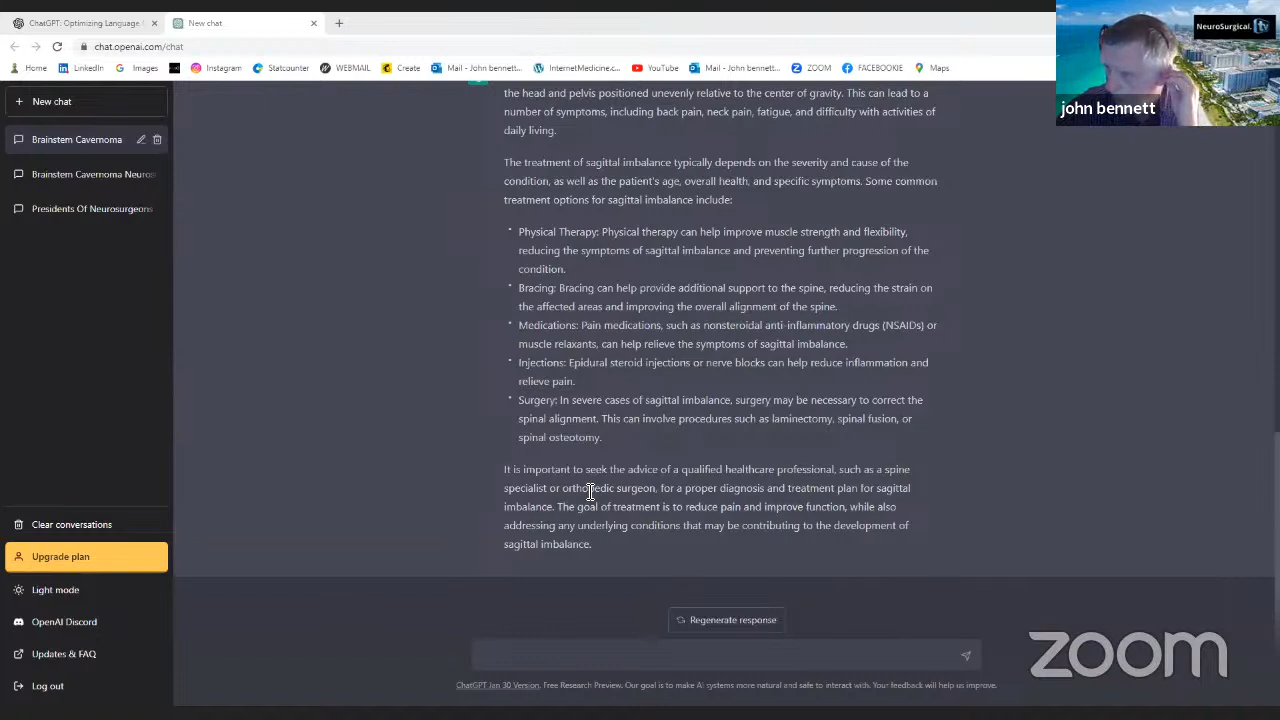 ChatGPT: Optimizing Language
New chat
chat.openai.com/chat
Home LinkedIn Images Instagram Statcounter WEBMAIL Create Mail - John bennett... InternetMedicine.c... YouTube Mail - John bennett... ZOOM FACEBOOKIE Maps
NeuroSurgical.tv
john bennett
New chat
Brainstem Cavernoma
Brainstem Cavernoma Neuros
Presidents Of Neurosurgeons
the head and pelvis positioned unevenly relative to the center of gravity. This can lead to a
number of symptoms, including back pain, neck pain, fatigue, and difficulty with activities of
daily living.
The treatment of sagittal imbalance typically depends on the severity and cause of the
condition, as well as the patient's age, overall health, and specific symptoms. Some common
treatment options for sagittal imbalance include:
• Physical Therapy: Physical therapy can help improve muscle strength and flexibility,
reducing the symptoms of sagittal imbalance and preventing further progression of the
condition.
• Bracing: Bracing can help provide additional support to the spine, reducing the strain on
the affected areas and improving the overall alignment of the spine.
• Medications: Pain medications, such as nonsteroidal anti-inflammatory drugs (NSAIDs) or
muscle relaxants, can help relieve the symptoms of sagittal imbalance.
• Injections: Epidural steroid injections or nerve blocks can help reduce inflammation and
relieve pain.
• Surgery: In severe cases of sagittal imbalance, surgery may be necessary to correct the
spinal alignment. This can involve procedures such as laminectomy, spinal fusion, or
spinal osteotomy.
It is important to seek the advice of a qualified healthcare professional, such as a spine
specialist or orthopedic surgeon, for a proper diagnosis and treatment plan for sagittal
imbalance. The goal of treatment is to reduce pain and improve function, while also
addressing any underlying conditions that may be contributing to the development of
sagittal imbalance.
Clear conversations
Upgrade plan
Light mode
OpenAI Discord
Updates & FAQ
Log out
Regenerate response
ChatGPT Jan 30 Version. Free Research Preview. Our goal is to make AI systems more natural and safe to interact with. Your feedback will help us improve.
zoom